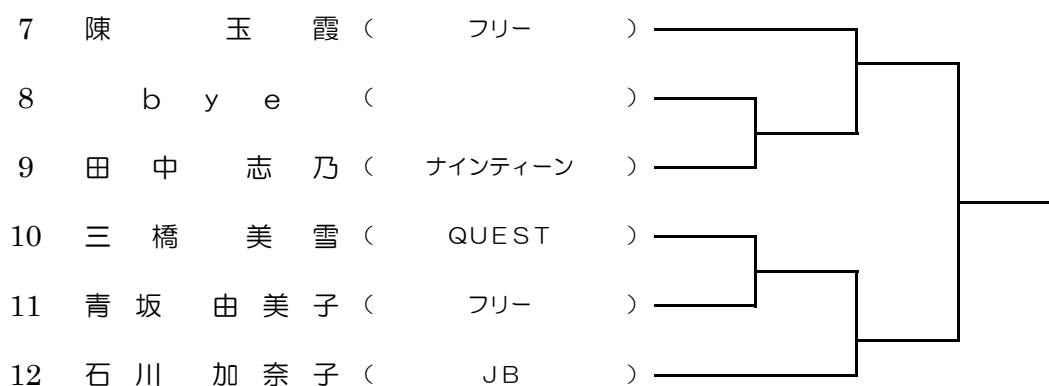 7 陳 玉 霞 （ フリー ）
8 ｂ ｙ ｅ （ ）
9 田 中 志 乃 （ ナインティーン ）
10 三 橋 美 雪 （ ＱＵＥＳＴ ）
11 青 坂 由 美 子 （ フリー ）
12 石 川 加 奈 子 （ ＪＢ ）